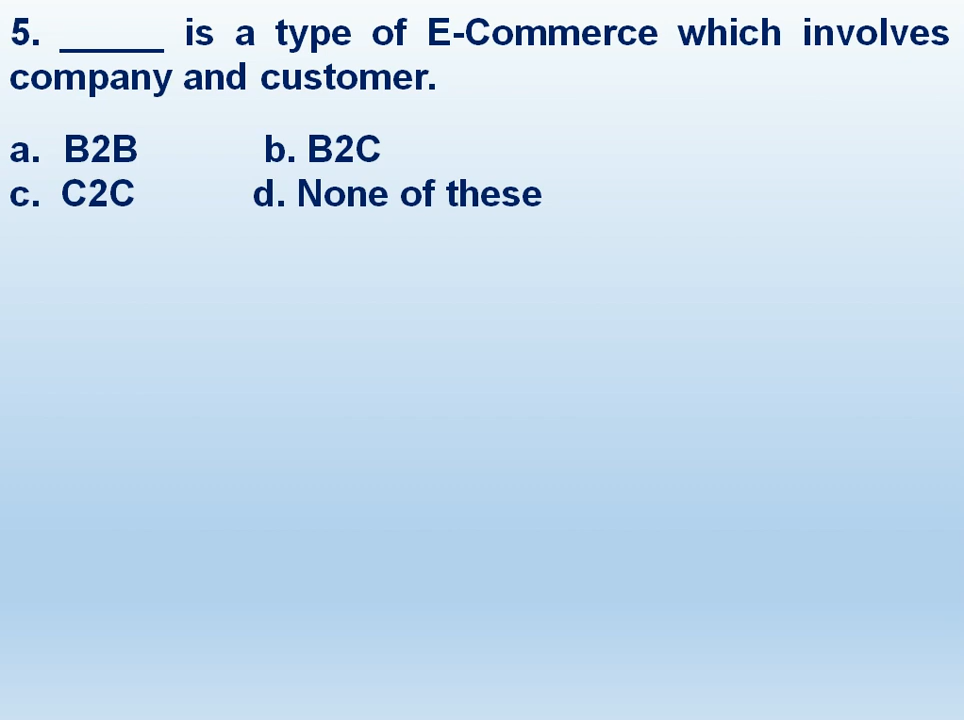 5. _____ is a type of E-Commerce which involves
company and customer.
a. B2B b. B2C
c. C2C d. None of these